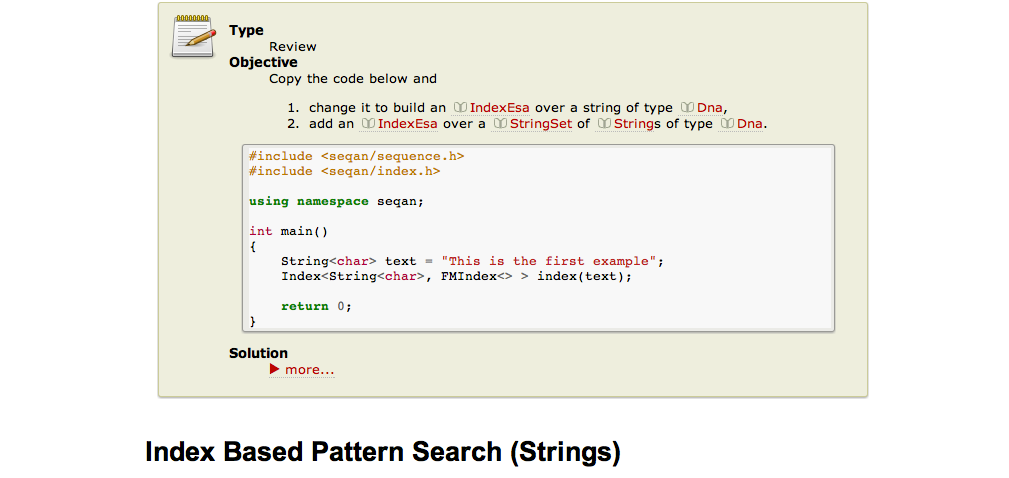 Type
Review
Objective
Copy the code below and
1. change it to build an IndexEsa over a string of type Dna,
2. add an IndexEsa over a StringSet of Strings of type Dna.
#include <seqan/sequence.h>
#include <seqan/index.h>
using namespace seqan;
int main()
{
    String<char> text = "This is the first example";
    Index<String<char>, FMIndex<> > index(text);
    return 0;
}
Solution
more...
Index Based Pattern Search (Strings)